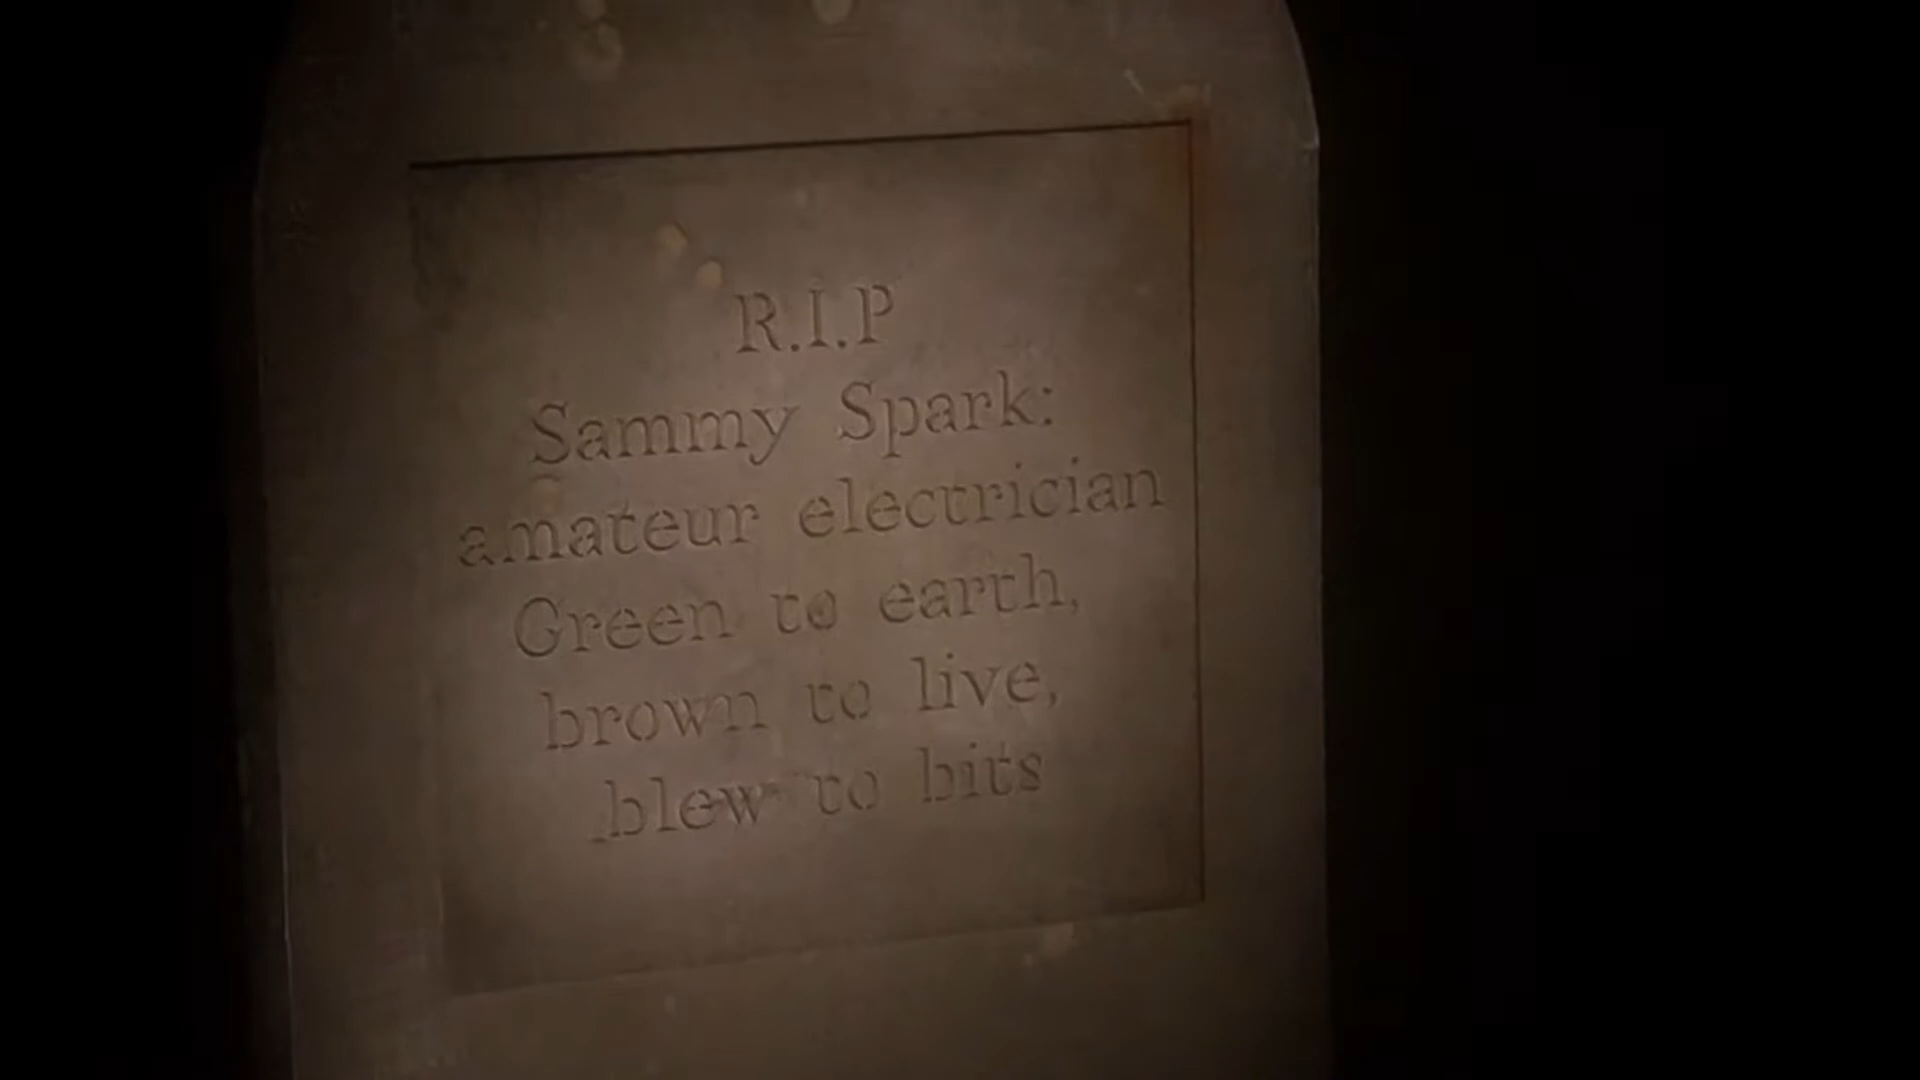 R.I.P
Sammy Spark:
amateur electrician
Green to earth,
brown to live,
blew to bits